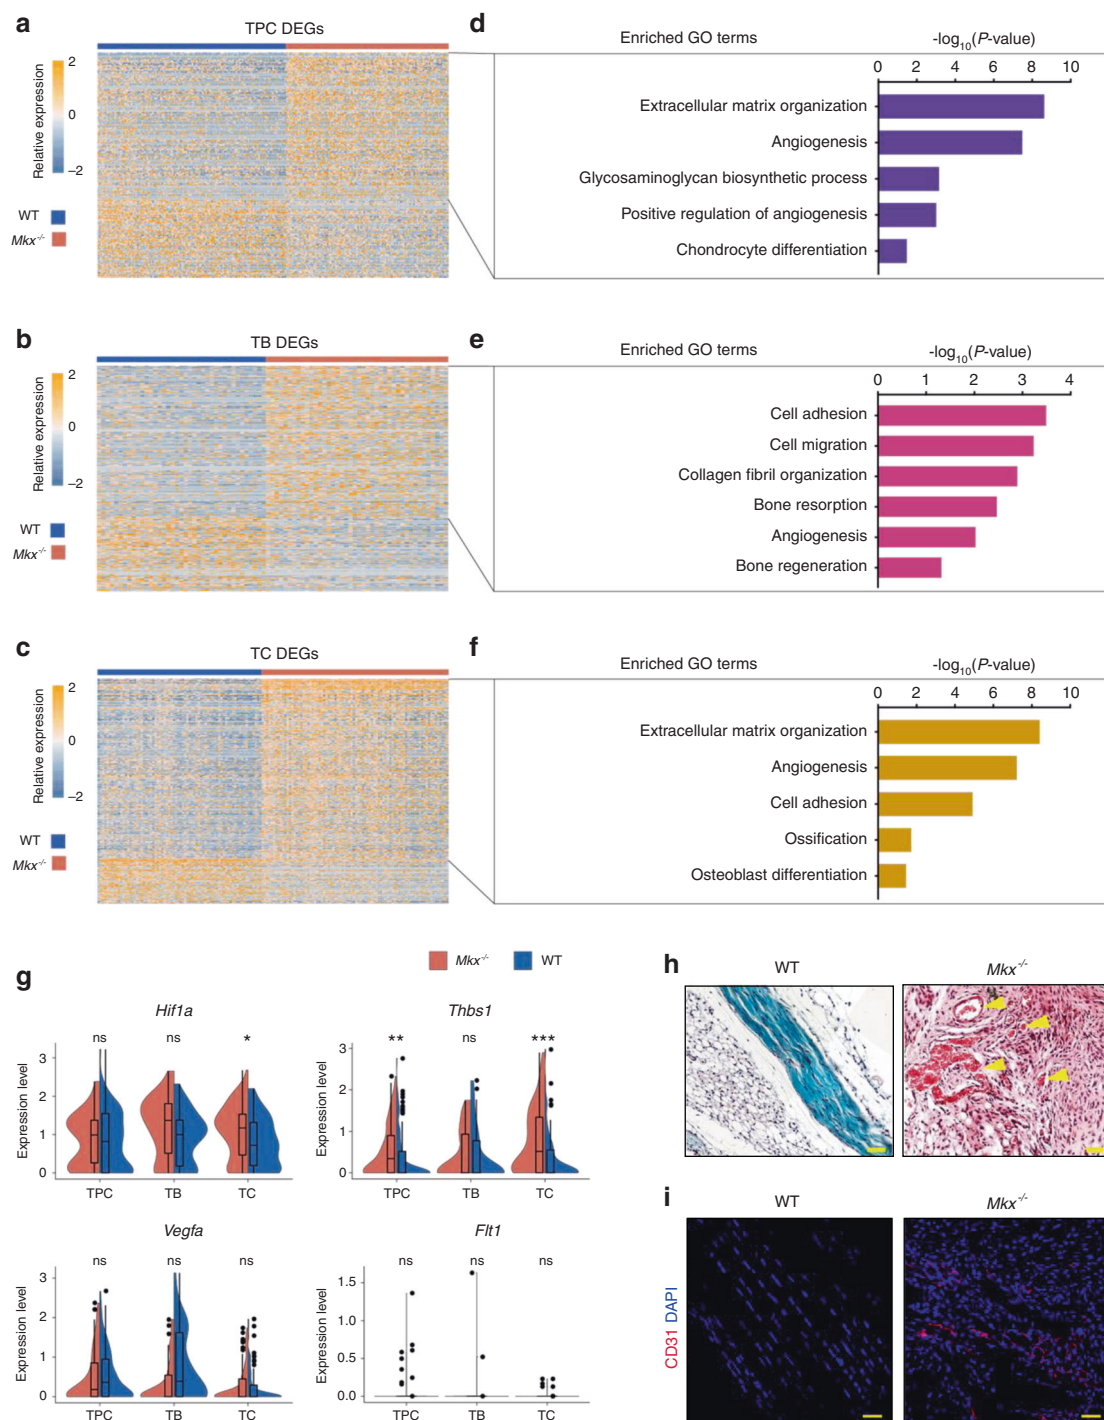 a
TPC DEGs
Relative expression
2
0
−2
WT
Mkx-/-
d
Enriched GO terms
-log10(P-value)
0 2 4 6 8 10
Extracellular matrix organization
Angiogenesis
Glycosaminoglycan biosynthetic process
Positive regulation of angiogenesis
Chondrocyte differentiation
b
TB DEGs
Relative expression
2
0
−2
WT
Mkx-/-
e
Enriched GO terms
-log10(P-value)
0 1 2 3 4
Cell adhesion
Cell migration
Collagen fibril organization
Bone resorption
Angiogenesis
Bone regeneration
c
TC DEGs
Relative expression
2
0
−2
WT
Mkx-/-
f
Enriched GO terms
-log10(P-value)
0 2 4 6 8 10
Extracellular matrix organization
Angiogenesis
Cell adhesion
Ossification
Osteoblast differentiation
g
Mkx-/- WT
Hif1a
ns ns *
Expression level
3
2
1
0
TPC TB TC
Thbs1
** ns ***
Expression level
3
2
1
0
TPC TB TC
Vegfa
ns ns ns
Expression level
3
2
1
0
TPC TB TC
Flt1
ns ns ns
Expression level
1.5
1.0
0.5
0.0
TPC TB TC
h
WT Mkx-/-
i
WT Mkx-/-
CD31 DAPI